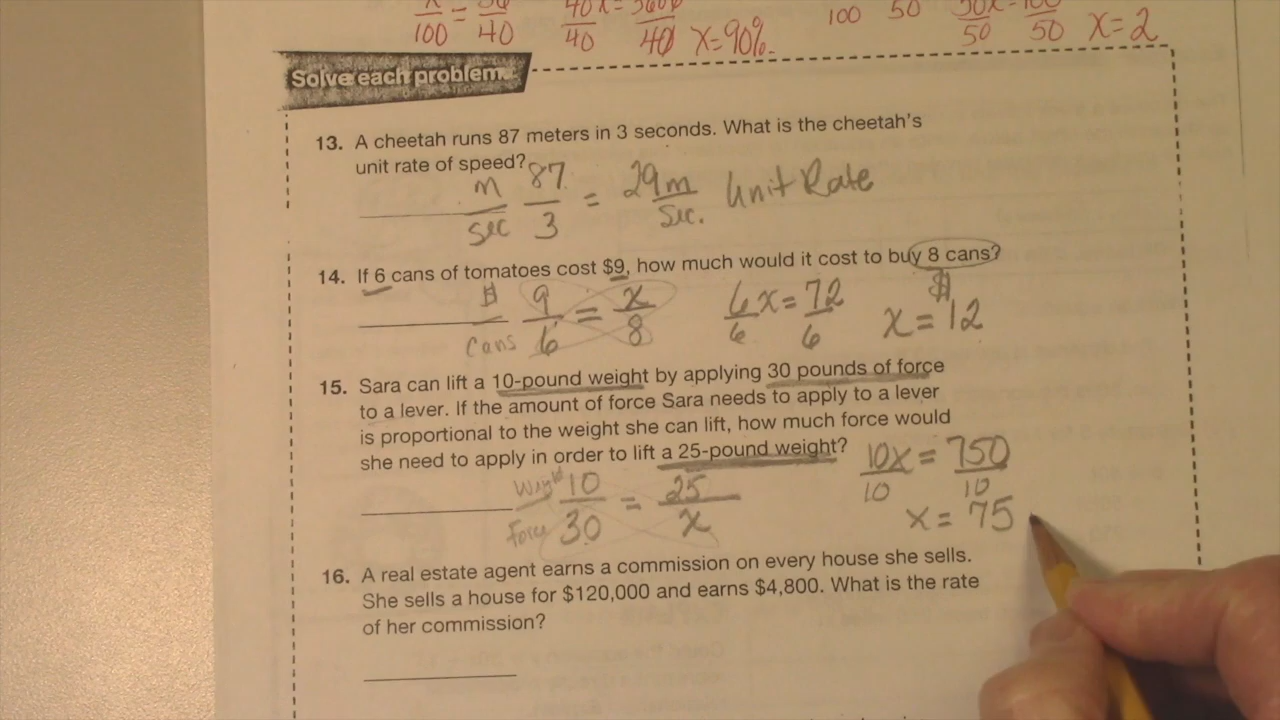 x/100 = 36/40 40x/40 = 3600/40 x=90%. 100 50 50x/50 = 100/50 x=2
Solve each problem.
13. A cheetah runs 87 meters in 3 seconds. What is the cheetah's
unit rate of speed?
m/sec 87/3 = 29m/sec. Unit Rate
14. If 6 cans of tomatoes cost $9, how much would it cost to buy 8 cans?
$/cans 9/6 = x/8 6x/6 = 72/6 x = $12
15. Sara can lift a 10-pound weight by applying 30 pounds of force
to a lever. If the amount of force Sara needs to apply to a lever
is proportional to the weight she can lift, how much force would
she need to apply in order to lift a 25-pound weight?
Weight/Force 10/30 = 25/x 10x/10 = 750/10
x = 75
16. A real estate agent earns a commission on every house she sells.
She sells a house for $120,000 and earns $4,800. What is the rate
of her commission?